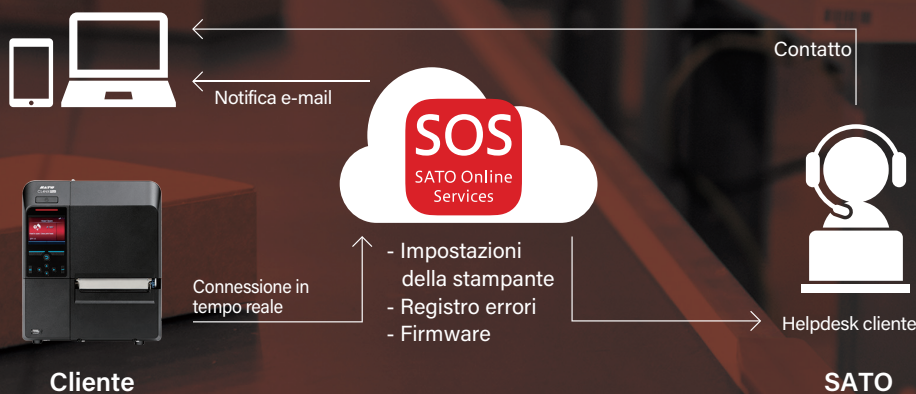 Contatto
Notifica e-mail
SOS
SATO Online
Services
SATO
Connessione in
tempo reale
- Impostazioni
della stampante
- Registro errori
- Firmware
Helpdesk cliente
Cliente
SATO